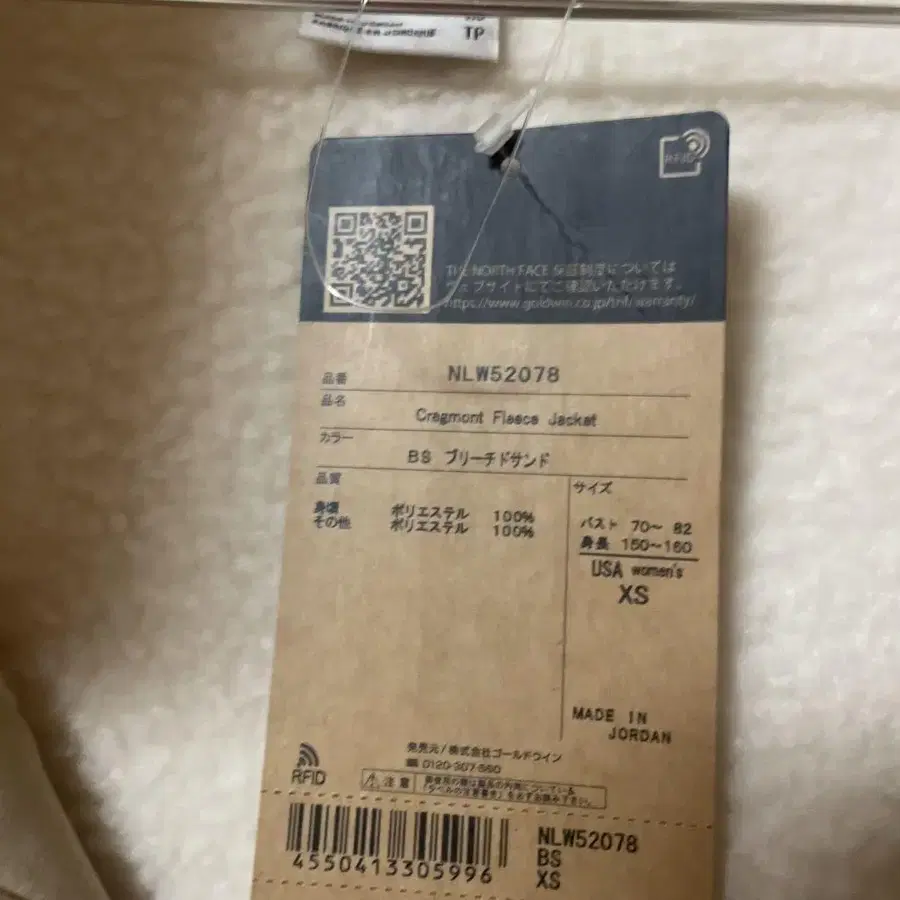 TP
RFID
THE NORTH FACE 保証制度については
ウェブサイトにてご確認いただけます。
https://www.goldwin.co.jp/tnf/warranty/
品番 NLW52078
品名
Cragmont Fleece Jacket
カラー
BS ブリーチドサンド
品質
サイズ
身頃 ポリエステル 100%
その他 ポリエステル 100%
バスト 70~ 82
身長 150~160
USA women's
XS
MADE IN
JORDAN
発売元/株式会社ゴールドウイン
☎ 0120-307-560
RFID
⚠ 注意
4550413305996
NLW52078
BS
XS